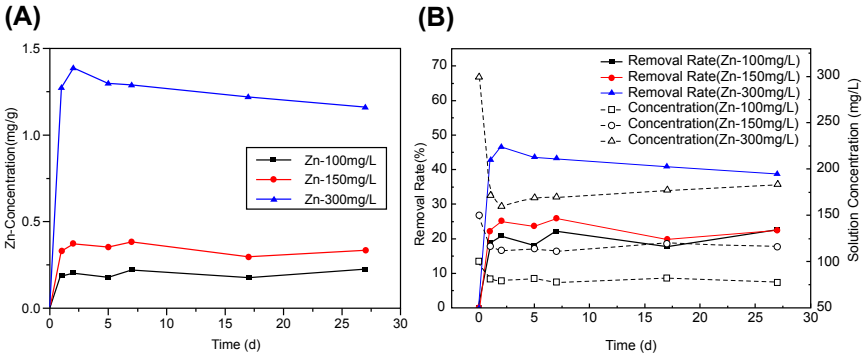 (A)
1.5
1.0
0.5
0.0
Zn-Concentration(mg/g)
0
5
10
15
20
25
30
Time (d)
Zn-100mg/L
Zn-150mg/L
Zn-300mg/L
(B)
70
60
50
40
30
20
10
0
Removal Rate(%)
0
5
10
15
20
25
30
Time (d)
300
250
200
150
100
50
Solution Concentration (mg/L)
Removal Rate(Zn-100mg/L)
Removal Rate(Zn-150mg/L)
Removal Rate(Zn-300mg/L)
Concentration(Zn-100mg/L)
Concentration(Zn-150mg/L)
Concentration(Zn-300mg/L)